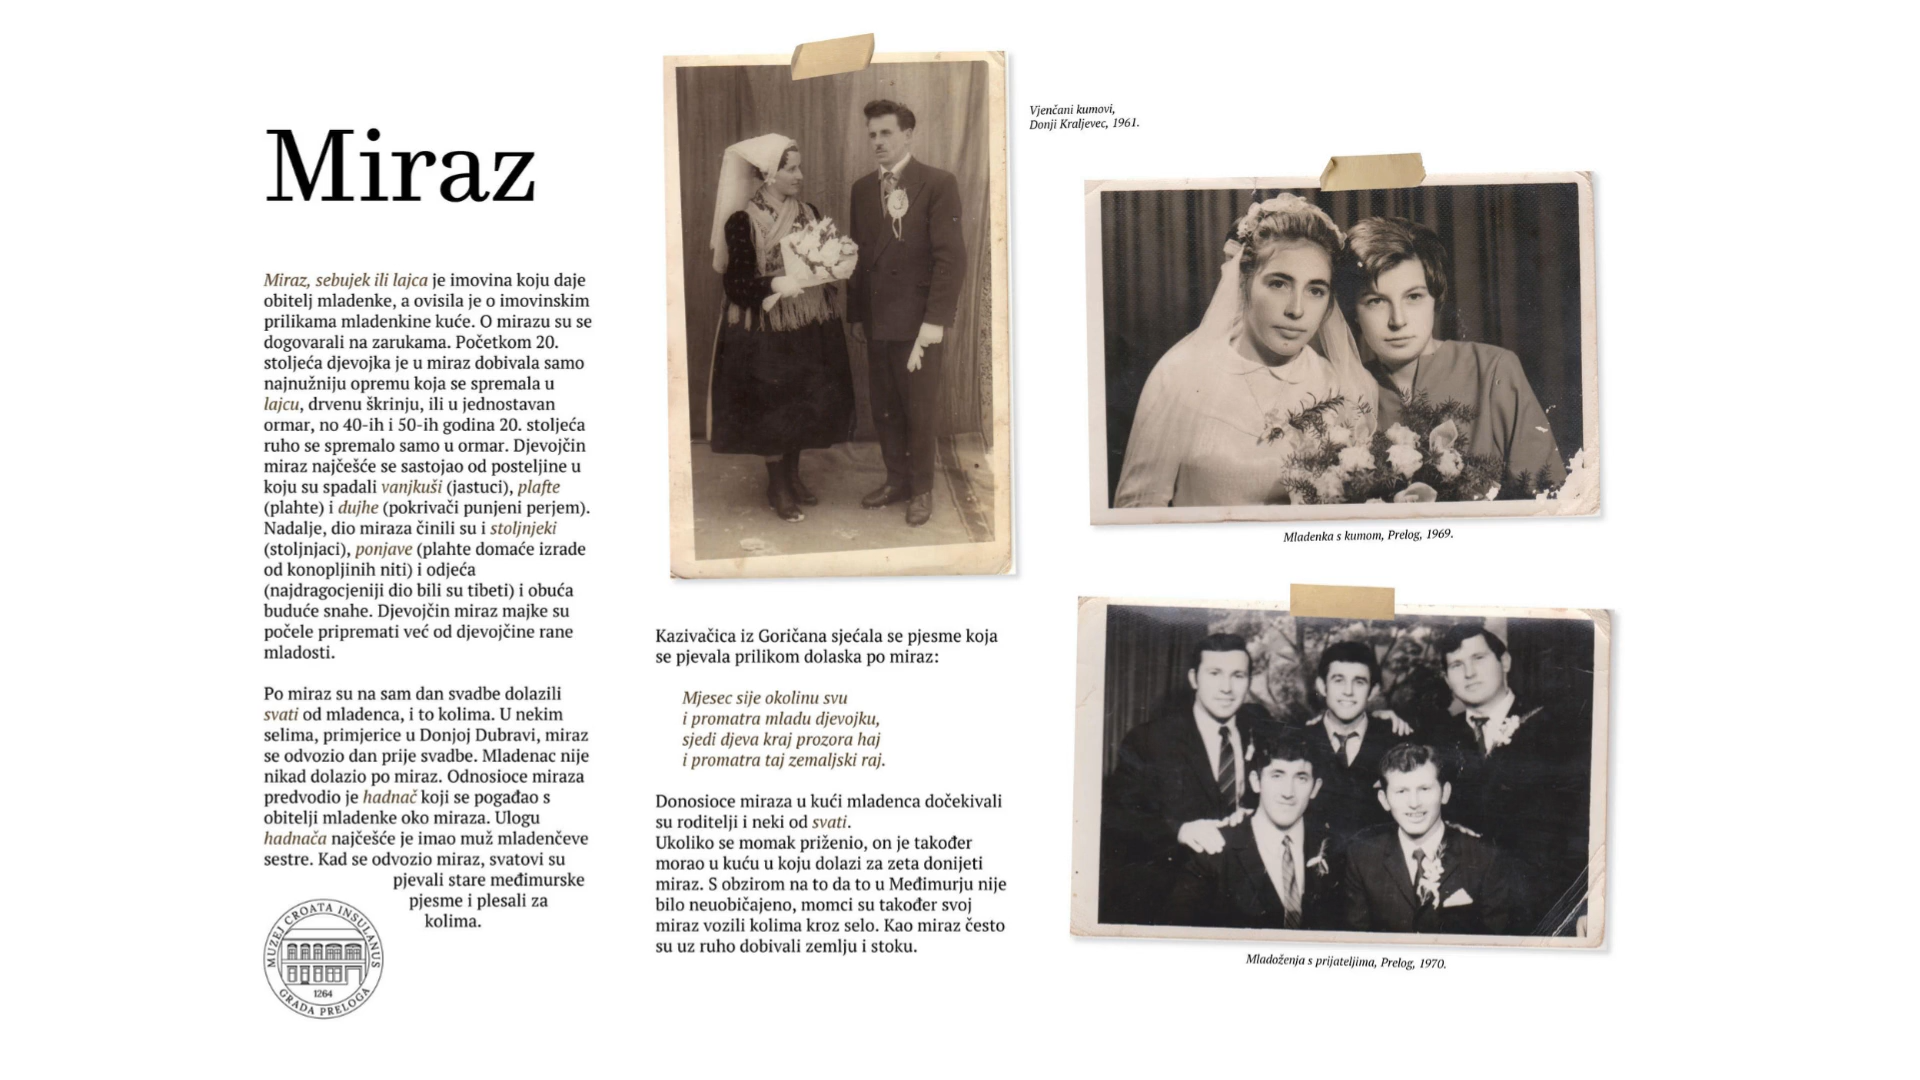 Miraz
Miraz, sebujek ili lajca je imovina koju daje
obitelj mladenke, a ovisila je o imovinskim
prilikama mladenkine kuće. O mirazu su se
dogovarali na zarukama. Početkom 20.
stoljeća djevojka je u miraz dobivala samo
najnužniju opremu koja se spremala u
lajcu, drvenu škrinju, ili u jednostavan
ormar, no 40-ih i 50-ih godina 20. stoljeća
ruho se spremalo samo u ormar. Djevojčin
miraz najčešće se sastojao od posteljine u
koju su spadali vanjkuši (jastuci), plafte
(plahte) i dujhe (pokrivači punjeni perjem).
Nadalje, dio miraza činili su i stoljnjeki
(stoljnjaci), ponjave (plahte domaće izrade
od konopljinih niti) i odjeća
(najdragocjeniji dio bili su tibeti) i obuća
buduće snahe. Djevojčin miraz majke su
počele pripremati već od djevojčine rane
mladosti.
Po miraz su na sam dan svadbe dolazili
svati od mladenca, i to kolima. U nekim
selima, primjerice u Donjoj Dubravi, miraz
se odvozio dan prije svadbe. Mladenac nije
nikad dolazio po miraz. Odnosioce miraza
predvodio je hadnač koji se pogađao s
obitelji mladenke oko miraza. Ulogu
hadnača najčešće je imao muž mladenčeve
sestre. Kad se odvozio miraz, svatovi su
pjevali stare međimurske
pjesme i plesali za
kolima.
MUZEJ CROATA INSULANUS
1264
GRADA PRELOGA
Kazivačica iz Goričana sjećala se pjesme koja
se pjevala prilikom dolaska po miraz:
Mjesec sije okolinu svu
i promatra mladu djevojku,
sjedi djeva kraj prozora haj
i promatra taj zemaljski raj.
Donosioce miraza u kući mladenca dočekivali
su roditelji i neki od svati.
Ukoliko se momak priženio, on je također
morao u kuću u koju dolazi za zeta donijeti
miraz. S obzirom na to da to u Međimurju nije
bilo neuobičajeno, momci su također svoj
miraz vozili kolima kroz selo. Kao miraz često
su uz ruho dobivali zemlju i stoku.
Vjenčani kumovi,
Donji Kraljevec, 1961.
Mladenka s kumom, Prelog, 1969.
Mladoženja s prijateljima, Prelog, 1970.